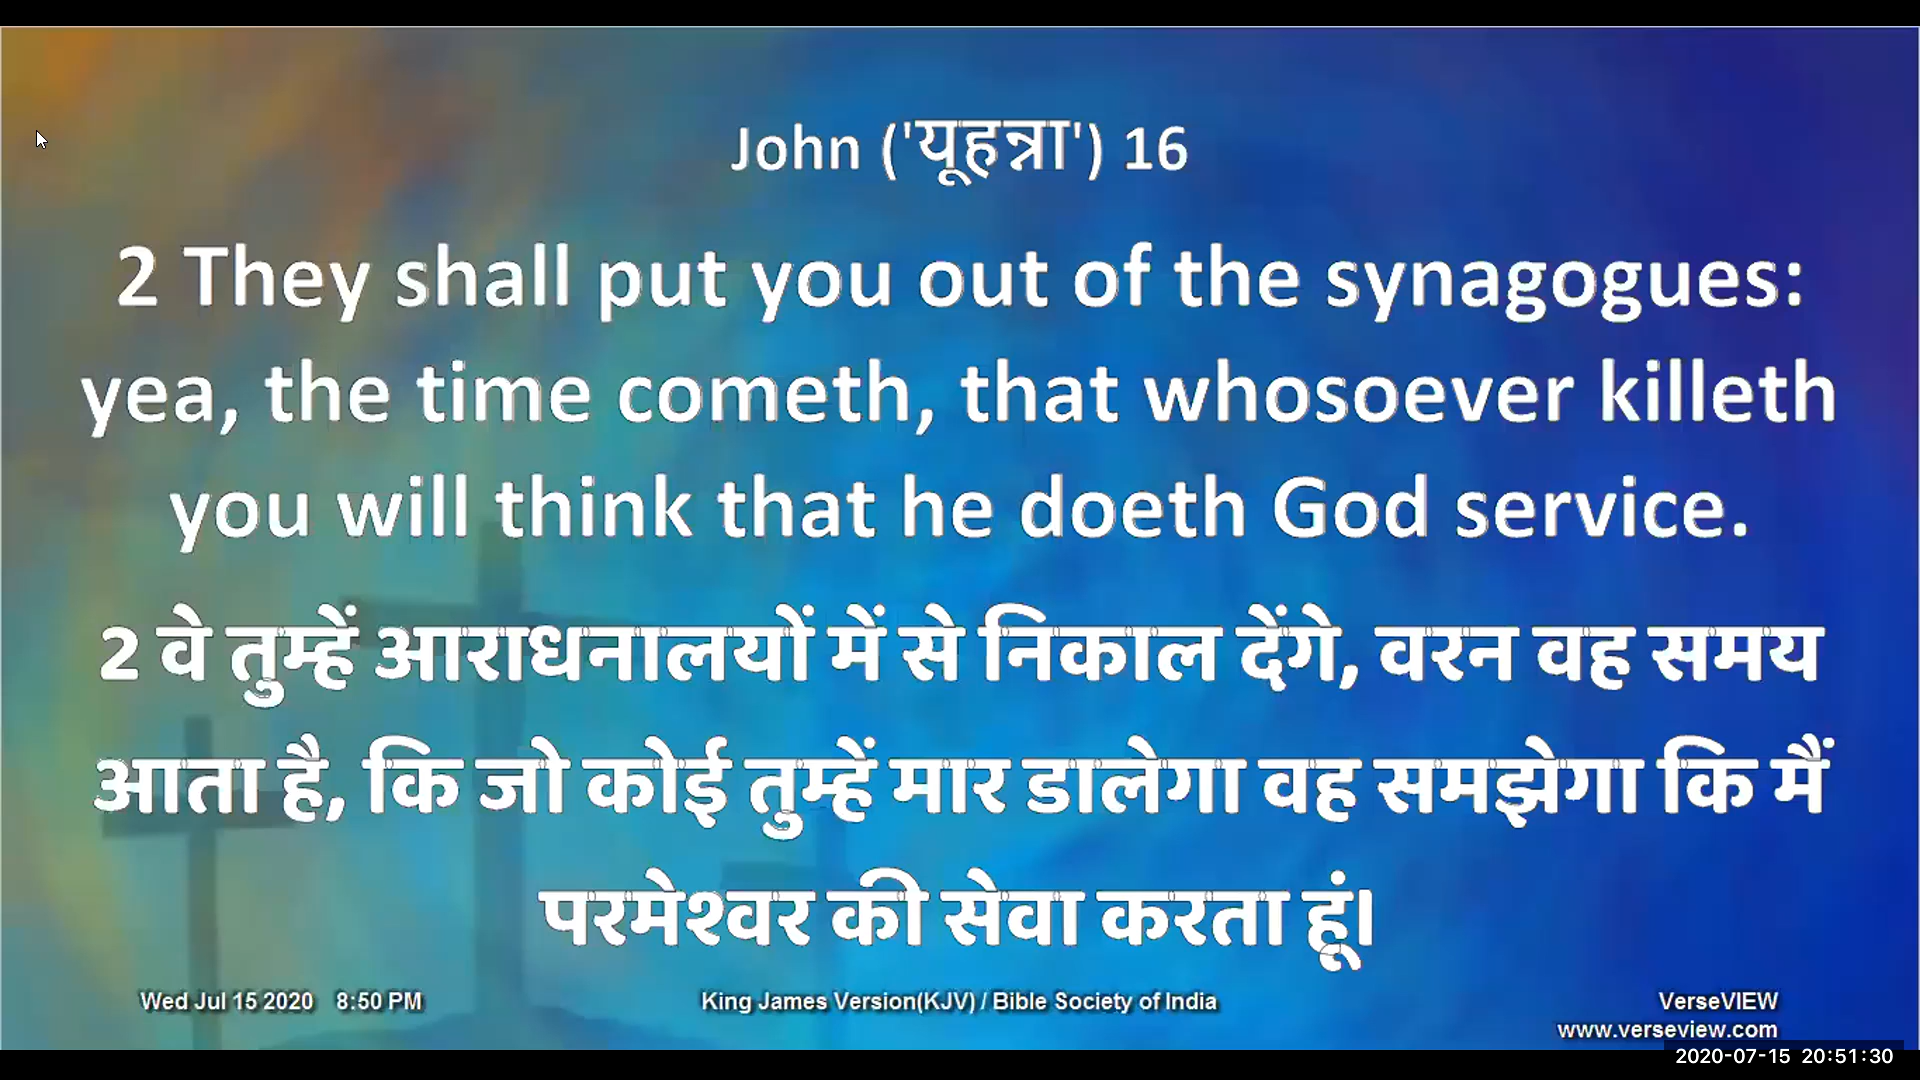 John ('यूहन्ना') 16
2 They shall put you out of the synagogues:
yea, the time cometh, that whosoever killeth
you will think that he doeth God service.
2 वे तुम्हें आराधनालयों में से निकाल देंगे, वरन वह समय
आता है, कि जो कोई तुम्हें मार डालेगा वह समझेगा कि मैं
परमेश्वर की सेवा करता हूं।
Wed Jul 15 2020 8:50 PM King James Version(KJV) / Bible Society of India VerseVIEW
www.verseview.com
2020-07-15 20:51:30